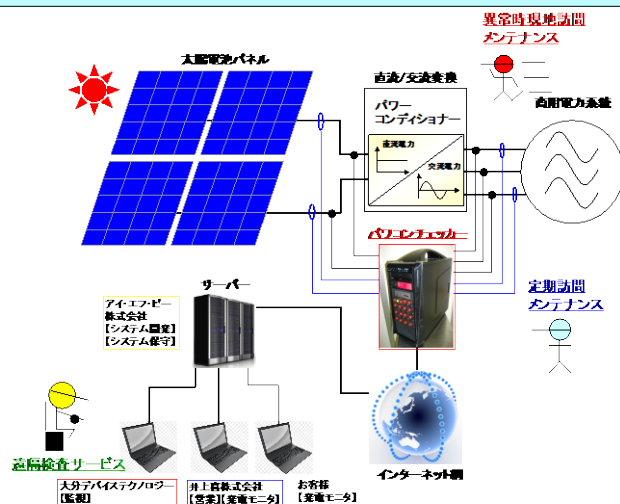 異常時現地訪問
メンテナンス
太陽電池パネル
直流/交流変換
商用電力系統
パワー
コンディショナー
直流電力
交流電力
パワコンチェッカー
サーバー
アイ・エフ・ピー
株式会社
【システム開発】
【システム保守】
定期訪問
メンテナンス
遠隔検査サービス
インターネット網
大分デバイステクノロジー
【監視】
井上喜株式会社
【営業】【発電モニタ】
お客様
【発電モニタ】